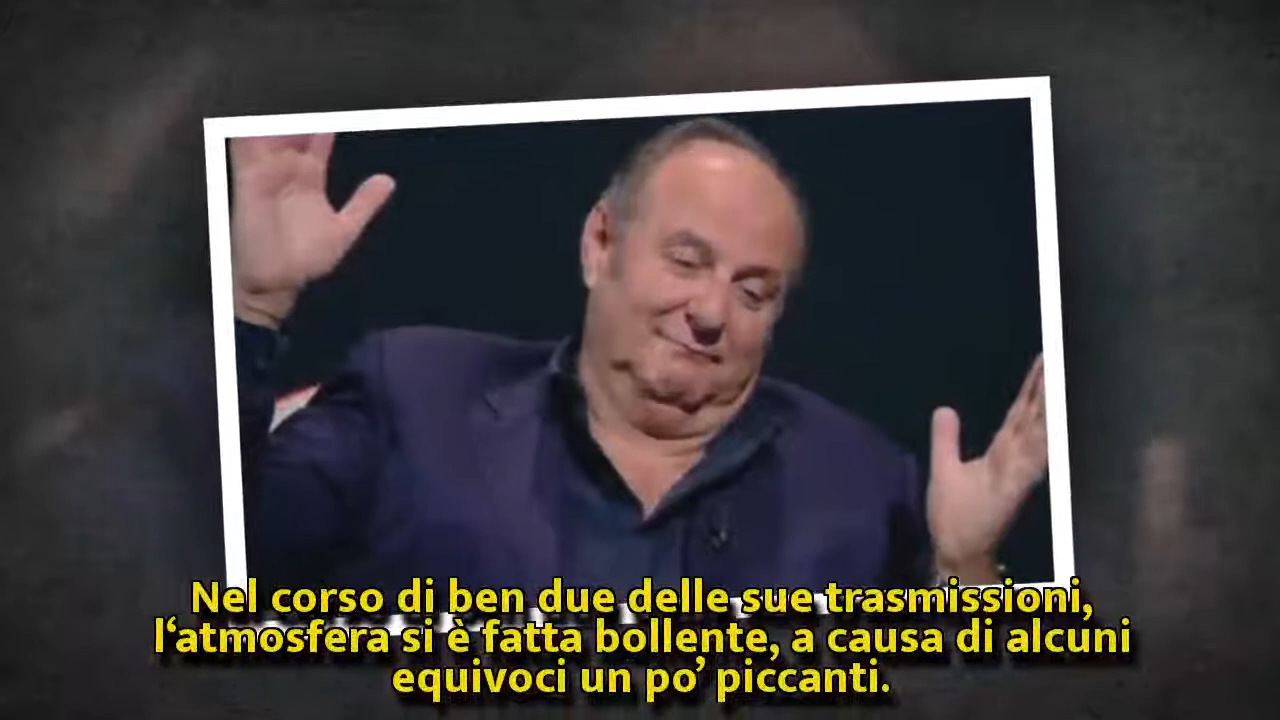 Nel corso di ben due delle sue trasmissioni,
l‘atmosfera si è fatta bollente, a causa di alcuni
equivoci un po’ piccanti.